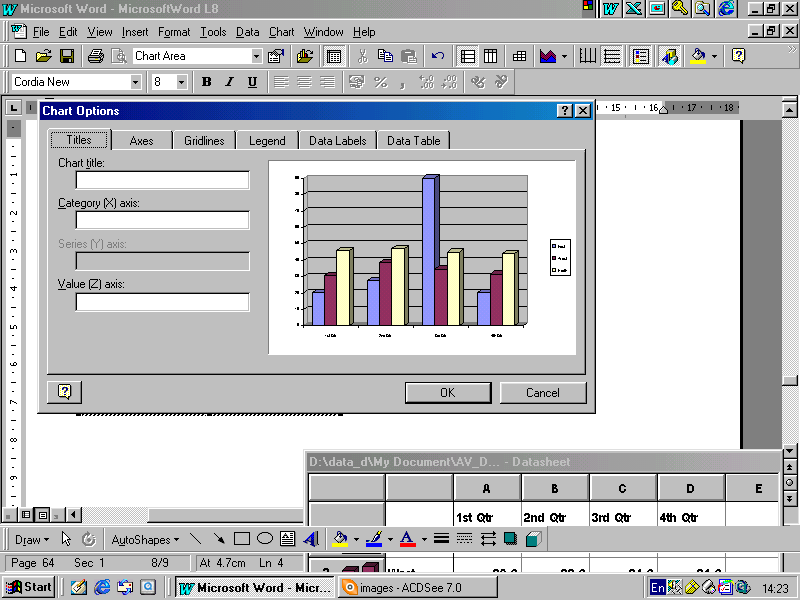 Microsoft Word - MicrosoftWord L8
File Edit View Insert Format Tools Data Chart Window Help
Chart Area
Cordia New 8 B I U
15 16 17 18
Chart Options
Titles Axes Gridlines Legend Data Labels Data Table
Chart title:
Category (X) axis:
Series (Y) axis:
Value (Z) axis:
OK Cancel
D:\data_d\My Document\AV_D... - Datasheet
A B C D E
1st Qtr 2nd Qtr 3rd Qtr 4th Qtr
Draw AutoShapes
Page 64 Sec 1 8/9 At 4.7cm Ln 4
Start Microsoft Word - Micr... images - ACDSee 7.0 En 14:23